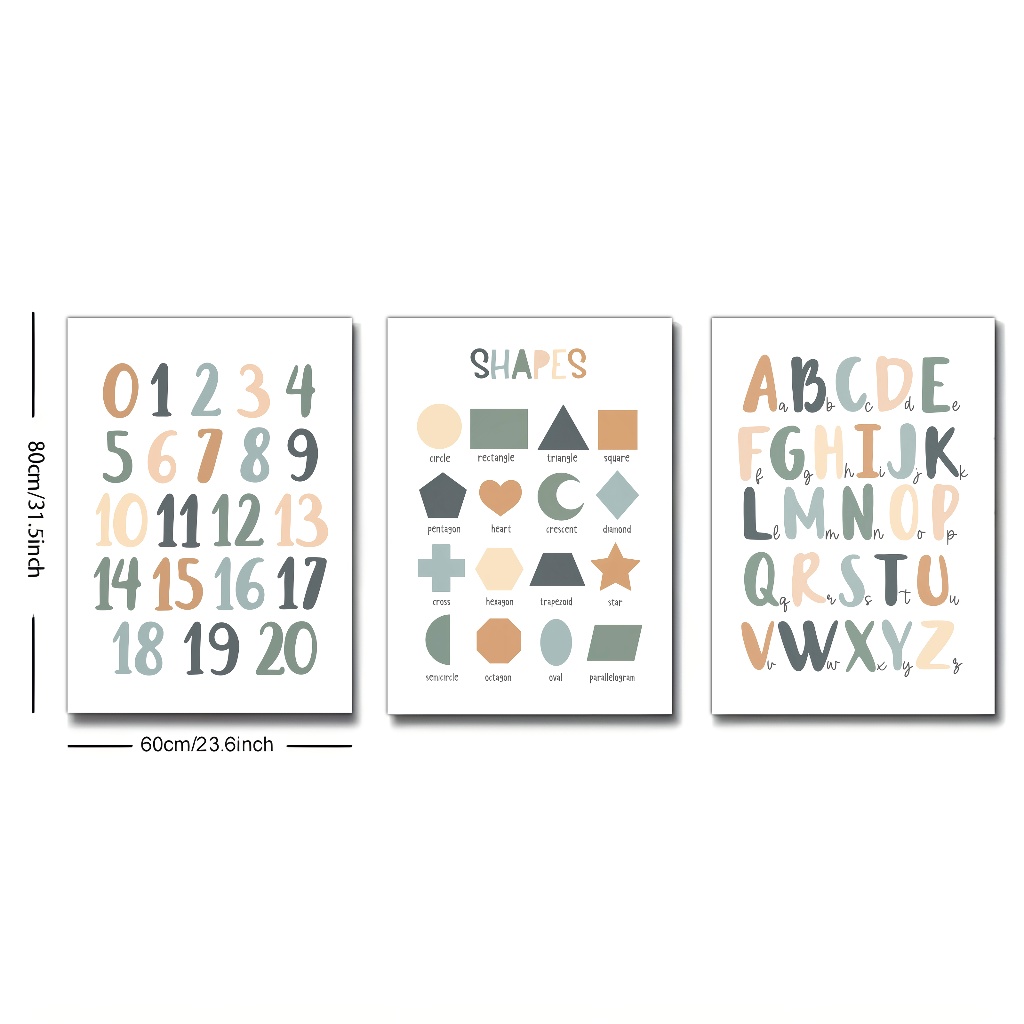 80cm/31.5inch
0 1 2 3 4
5 6 7 8 9
10 11 12 13
14 15 16 17
18 19 20
60cm/23.6inch
SHAPES
circle rectangle triangle square
pentagon heart crescent diamond
cross hexagon trapezoid star
semicircle octagon oval parallelogram
A a B b C c D d E e
F f G g H h I i J j K k
L l M m N n O o P p
Q q R r S s T t U u
V v W w X x Y y Z z